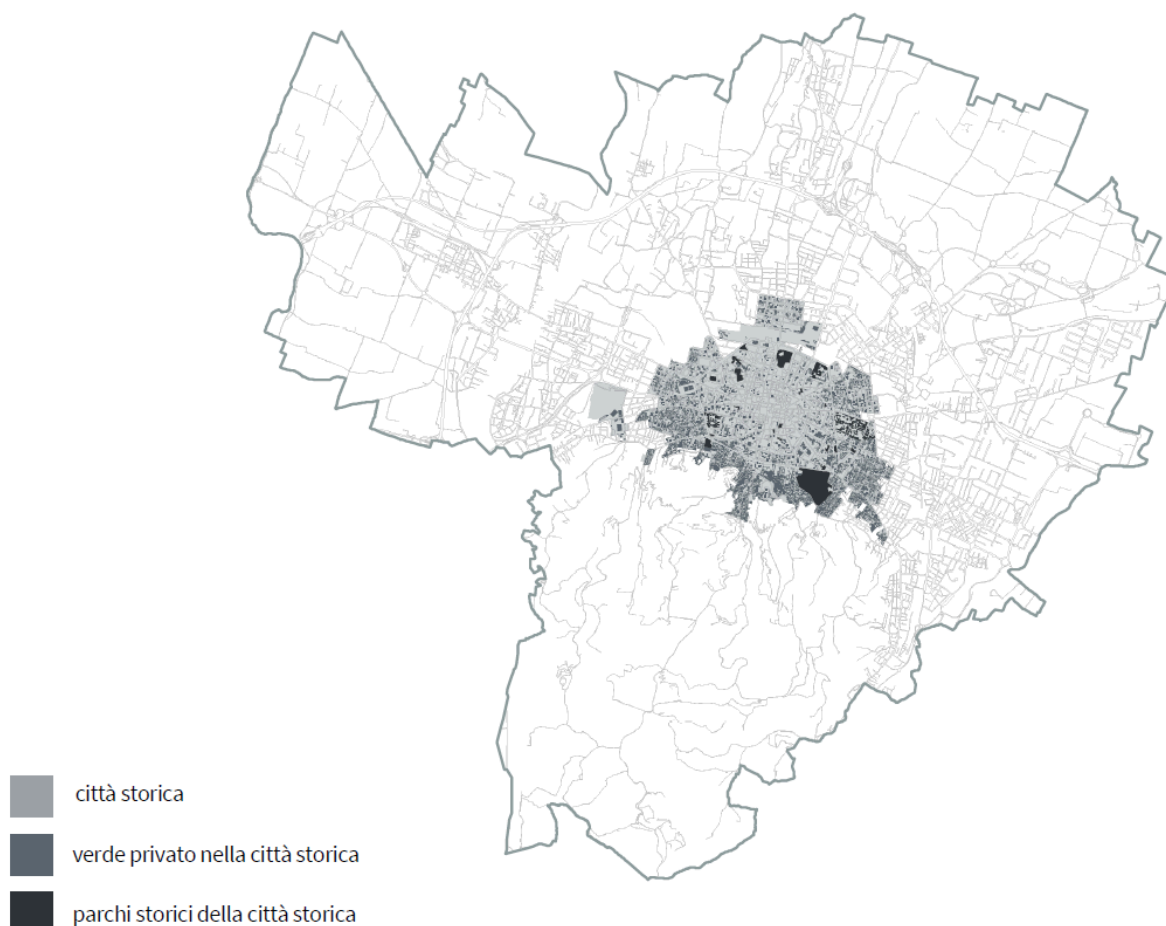 città storica
verde privato nella città storica
parchi storici della città storica